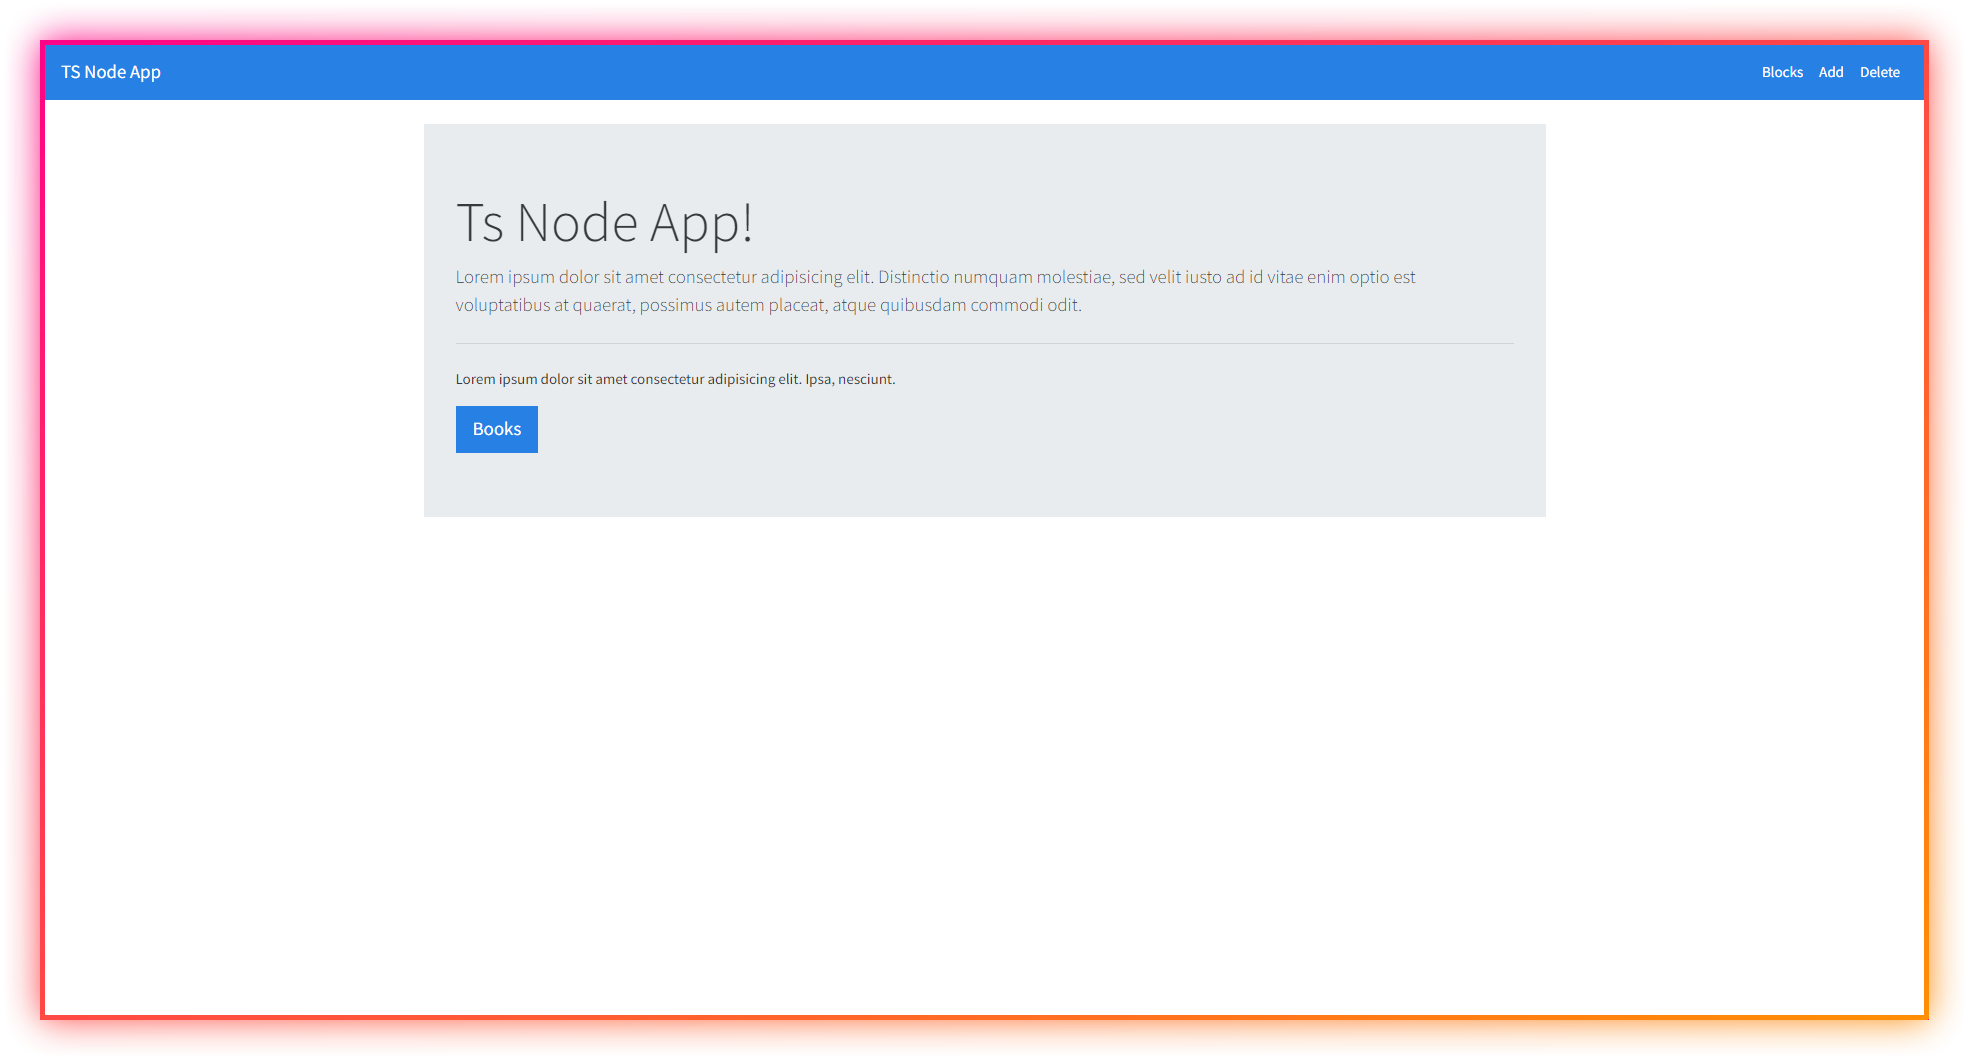 TS Node App
Blocks Add Delete
Ts Node App!
Lorem ipsum dolor sit amet consectetur adipisicing elit. Distinctio numquam molestiae, sed velit iusto ad id vitae enim optio est
voluptatibus at quaerat, possimus autem placeat, atque quibusdam commodi odit.
Lorem ipsum dolor sit amet consectetur adipisicing elit. Ipsa, nesciunt.
Books